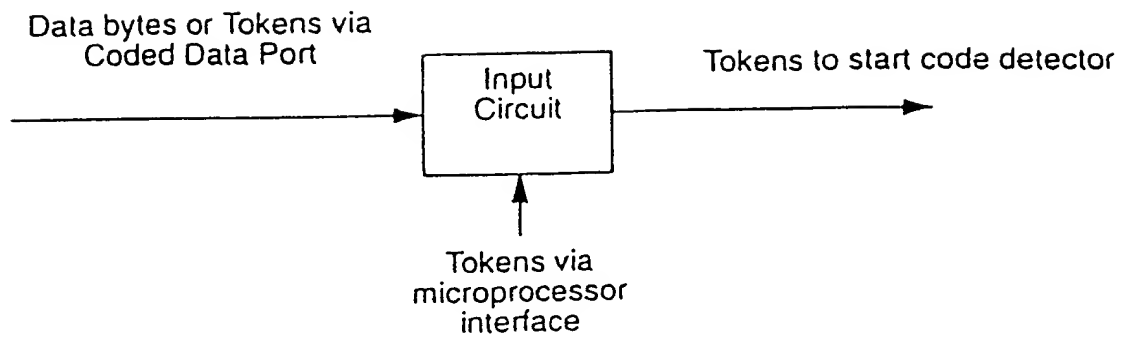 Data bytes or Tokens via
Coded Data Port
Input
Circuit
Tokens to start code detector
Tokens via
microprocessor
interface